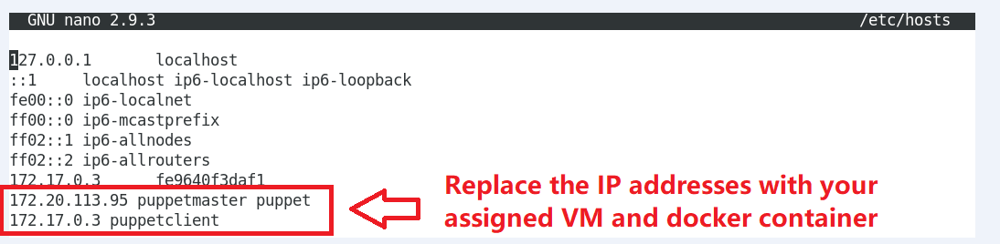 GNU nano 2.9.3 /etc/hosts
127.0.0.1 localhost
::1 localhost ip6-localhost ip6-loopback
fe00::0 ip6-localnet
ff00::0 ip6-mcastprefix
ff02::1 ip6-allnodes
ff02::2 ip6-allrouters
172.17.0.3 fe9640f3daf1
172.20.113.95 puppetmaster puppet
172.17.0.3 puppetclient
Replace the IP addresses with your
assigned VM and docker container